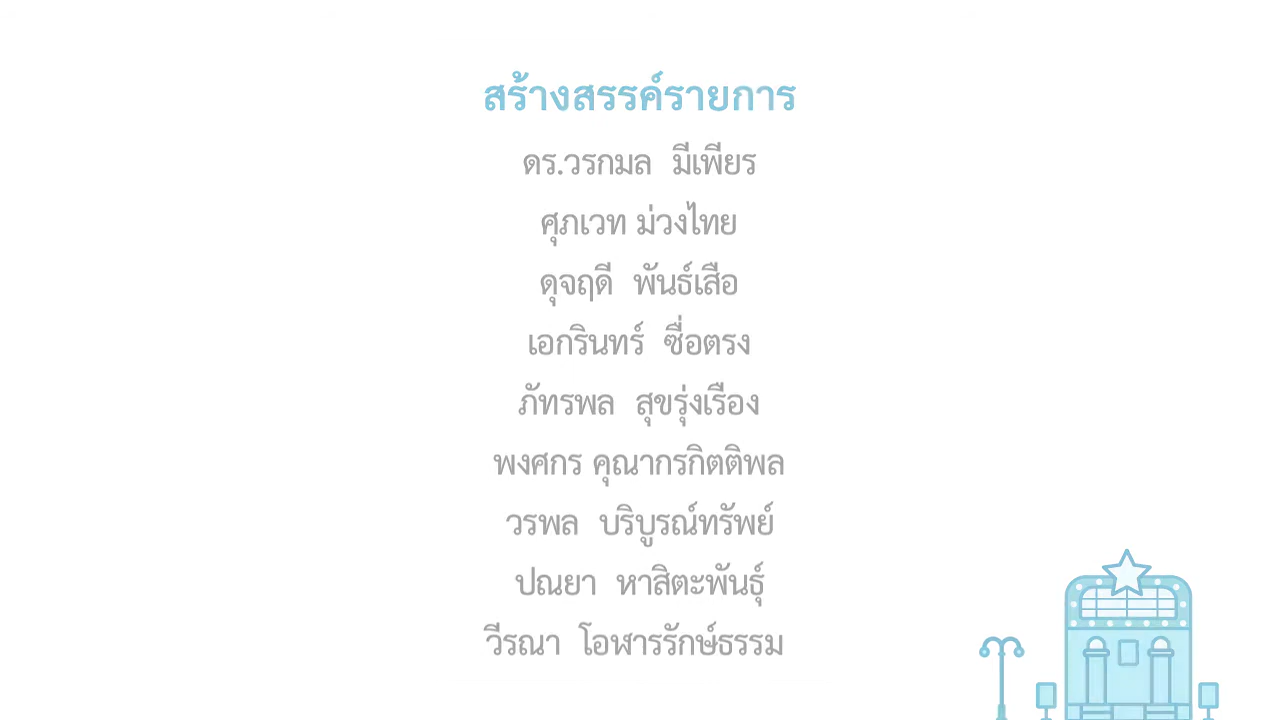 สร้างสรรค์รายการ
ดร.วรกมล  มีเพียร
ศุภเวท ม่วงไทย
ดุจฤดี  พันธ์เสือ
เอกรินทร์  ซื่อตรง
ภัทรพล  สุขรุ่งเรือง
พงศกร คุณากรกิตติพล
วรพล  บริบูรณ์ทรัพย์
ปณยา  หาสิตะพันธุ์
วีรณา  โอฬารรักษ์ธรรม